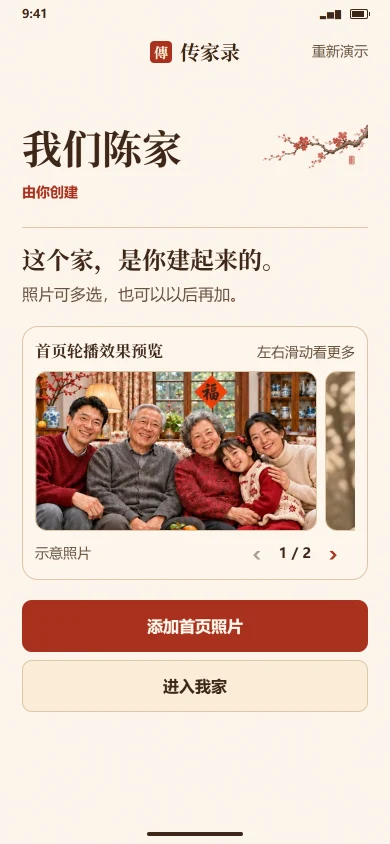 9:41
傳 传家录
重新演示
我们陈家
由你创建
这个家，是你建起来的。
照片可多选，也可以以后再加。
首页轮播效果预览
左右滑动看更多
福
示意照片
‹ 1 / 2 ›
添加首页照片
进入我家